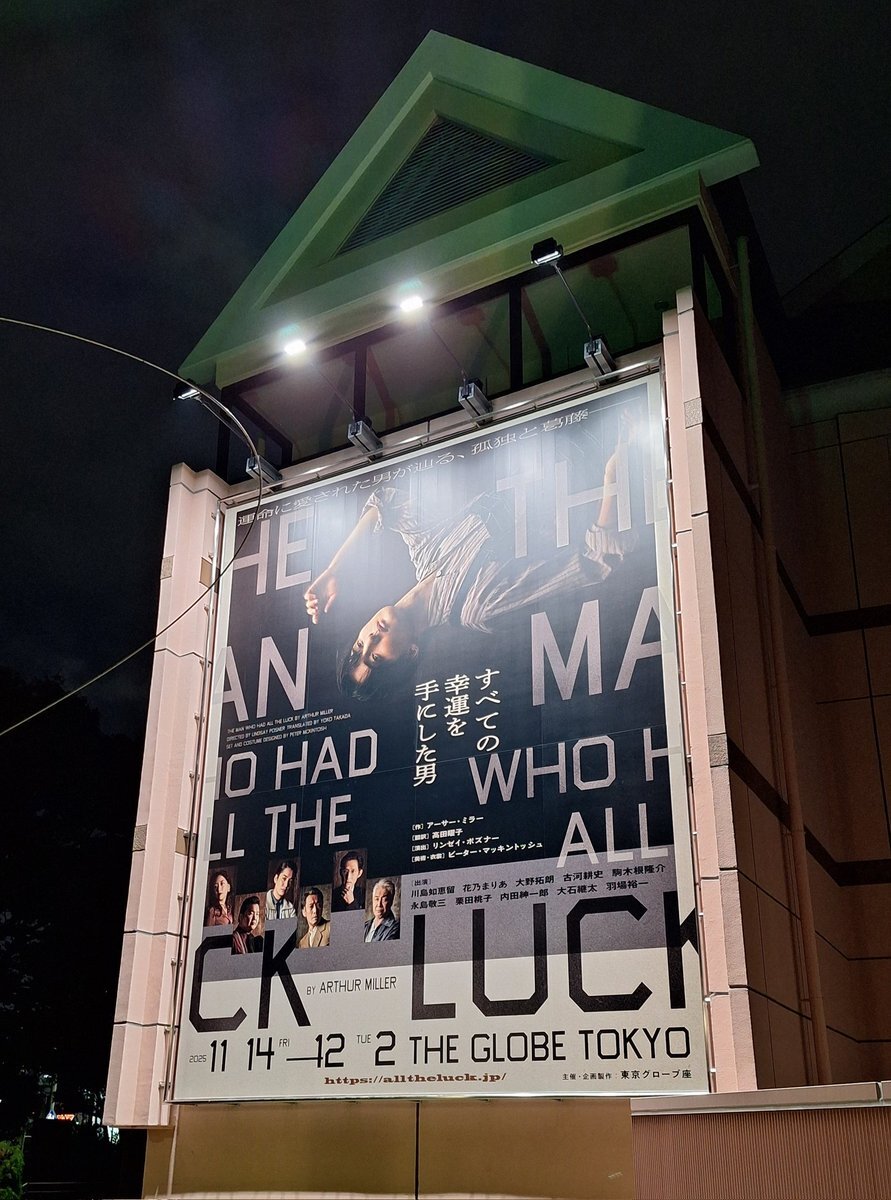 運命に愛された男が辿る、孤独と葛藤
HE THE
AN MA
THE MAN WHO HAD ALL THE LUCK BY ARTHUR MILLER
DIRECTED BY LINDSAY POSNER TRANSLATED BY YOKO TAKADA
SET AND COSTUME DESIGNED BY PETER MCKINTOSH
すべての
幸運を
手にした男
HO HAD WHO H
LL THE ALL
[作] アーサー・ミラー
[翻訳] 髙田曜子
[演出] リンゼイ・ポズナー
[美術・衣裳] ピーター・マッキントッシュ
[出演]
川島知恵留 花乃まりあ 大野拓朗 古河耕史 駒木根隆介
永島敬三 栗田桃子 内田紳一郎 大石継太 羽場裕一
CK LUCK
BY ARTHUR MILLER
2025 11 14 FRI — 12 2 TUE THE GLOBE TOKYO
https://alltheluck.jp/
主催・企画製作:東京グローブ座